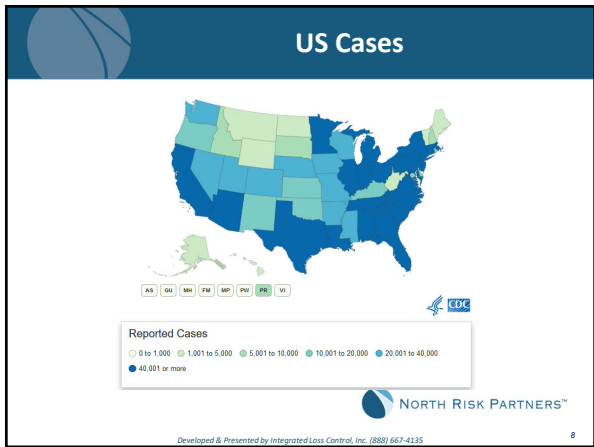 US Cases
AS GU MH FM MP PW PR VI
CDC
Reported Cases
0 to 1,000 1,001 to 5,000 5,001 to 10,000 10,001 to 20,000 20,001 to 40,000
40,001 or more
NORTH RISK PARTNERS™
Developed & Presented by Integrated Loss Control, Inc. (888) 667-4135
8